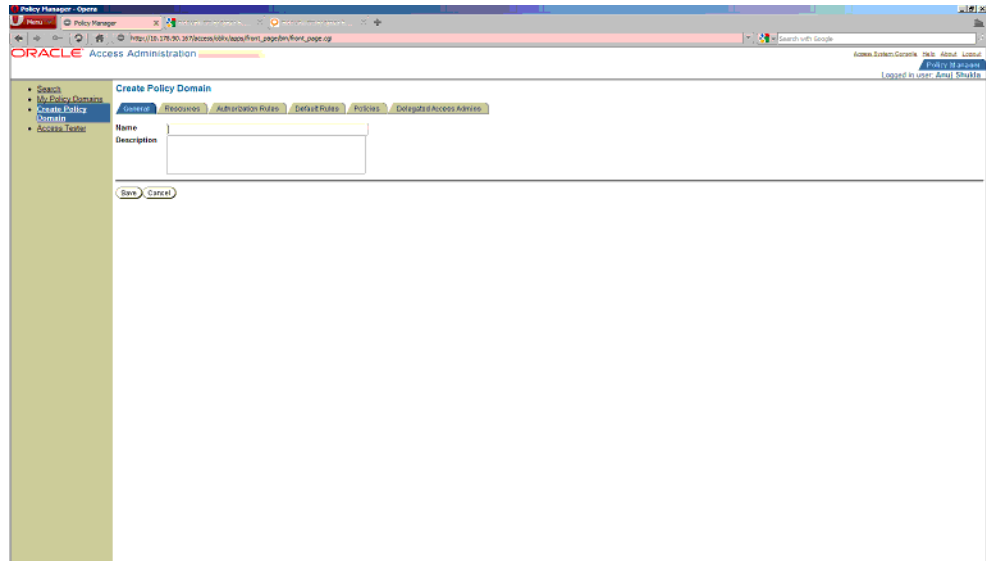 Policy Manager - Opera
Menu
Policy Manager
http://10.178.90.167/access/oblix/apps/front_page/bin/front_page.cgi
Search with Google
ORACLE Access Administration
Access System Console Help About Logout
Policy Manager
Logged in user: Anuj Shukla
Search
My Policy Domains
Create Policy
Domain
Access Tester
Create Policy Domain
General Resources Authorization Rules Default Rules Policies Delegated Access Admins
Name
Description
Save Cancel